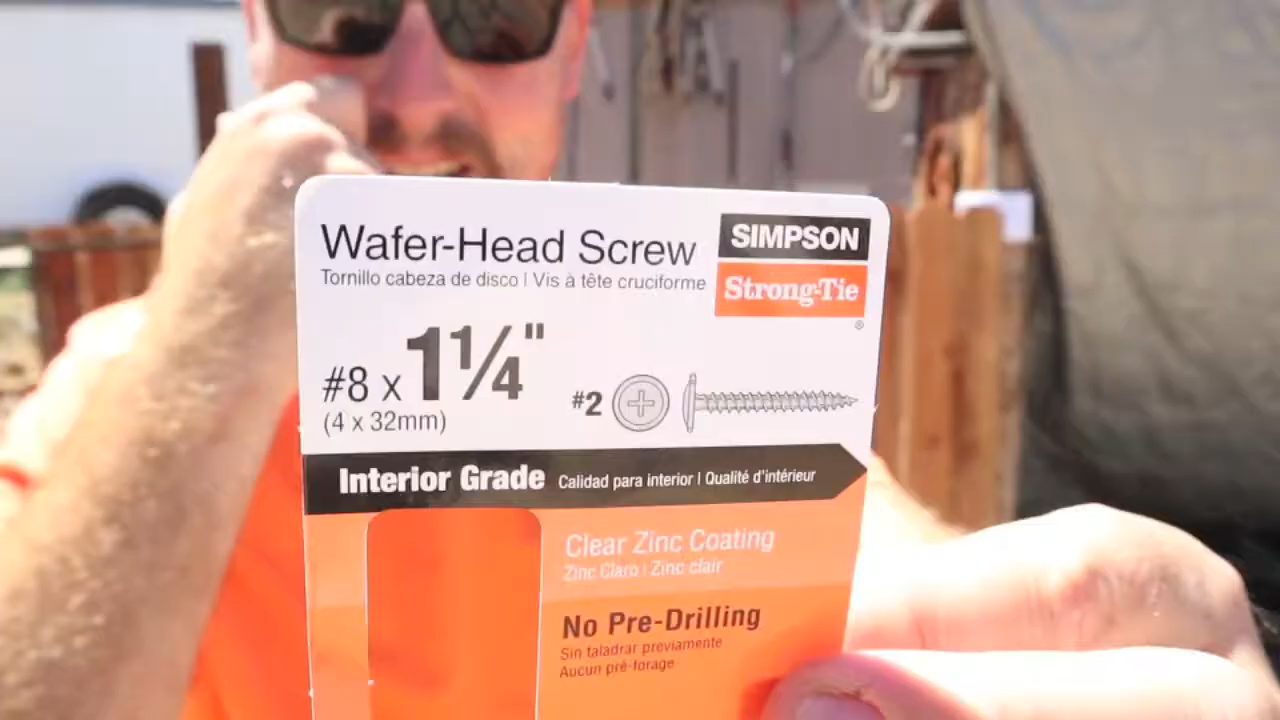 Wafer-Head Screw
Tornillo cabeza de disco | Vis à tête cruciforme
SIMPSON
Strong-Tie
®
#8 x 1¼"
(4 x 32mm)
#2
Interior Grade Calidad para interior | Qualité d'intérieur
Clear Zinc Coating
Zinc Claro | Zinc clair
No Pre-Drilling
Sin taladrar previamente
Aucun pré-forage